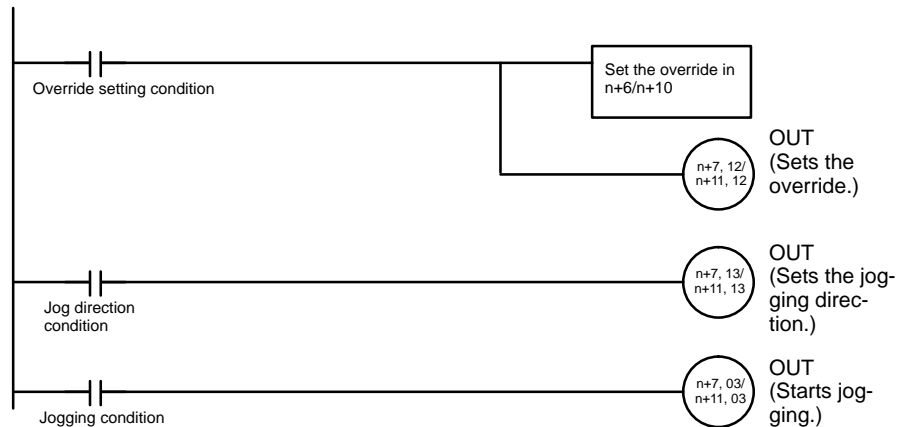 Override setting condition
Set the override in
n+6/n+10
n+7, 12/
n+11, 12
OUT
(Sets the
override.)
Jog direction
condition
n+7, 13/
n+11, 13
OUT
(Sets the jog-
ging direc-
tion.)
Jogging condition
n+7, 03/
n+11, 03
OUT
(Starts jog-
ging.)